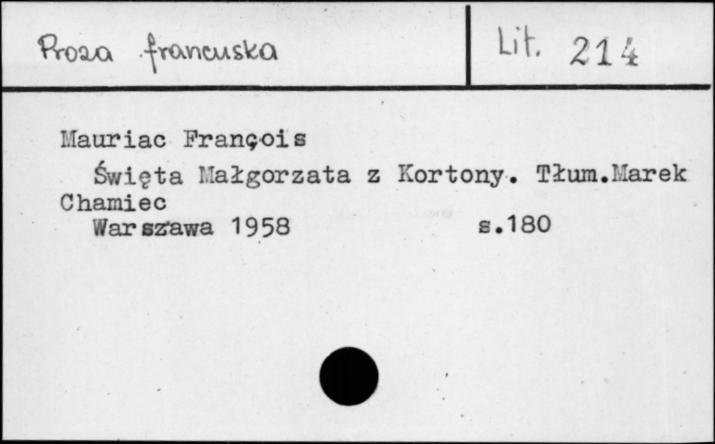 Proza francuska
Lit. 214
Mauriac François
Święta Małgorzata z Kortony. Tłum.Marek
Chamiec
Warszawa 1958 s.180